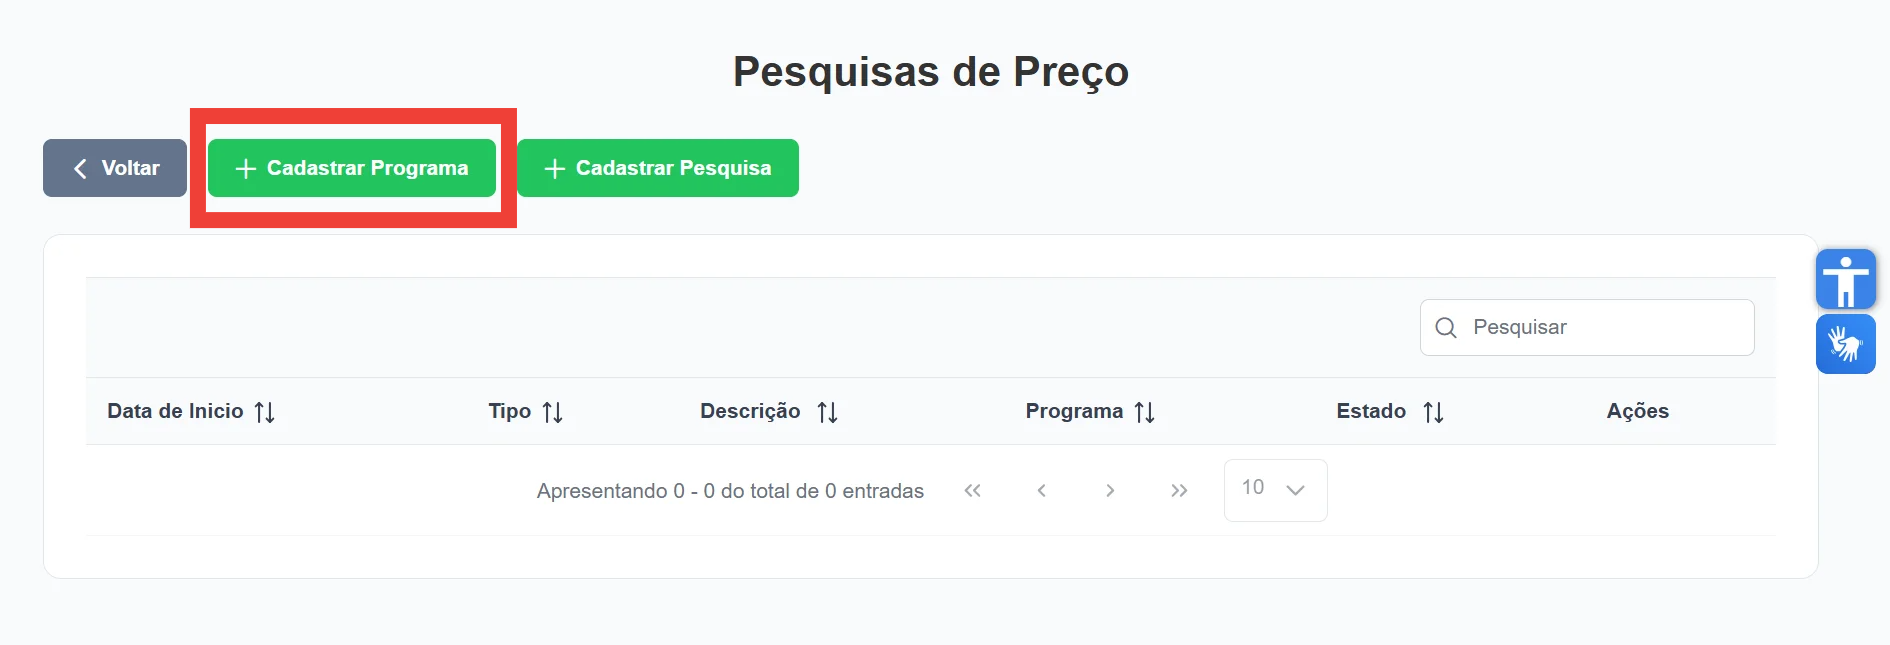 Pesquisas de Preço
Voltar
Cadastrar Programa
Cadastrar Pesquisa
Pesquisar
Data de Inicio Tipo Descrição Programa Estado Ações
Apresentando 0 - 0 do total de 0 entradas 10